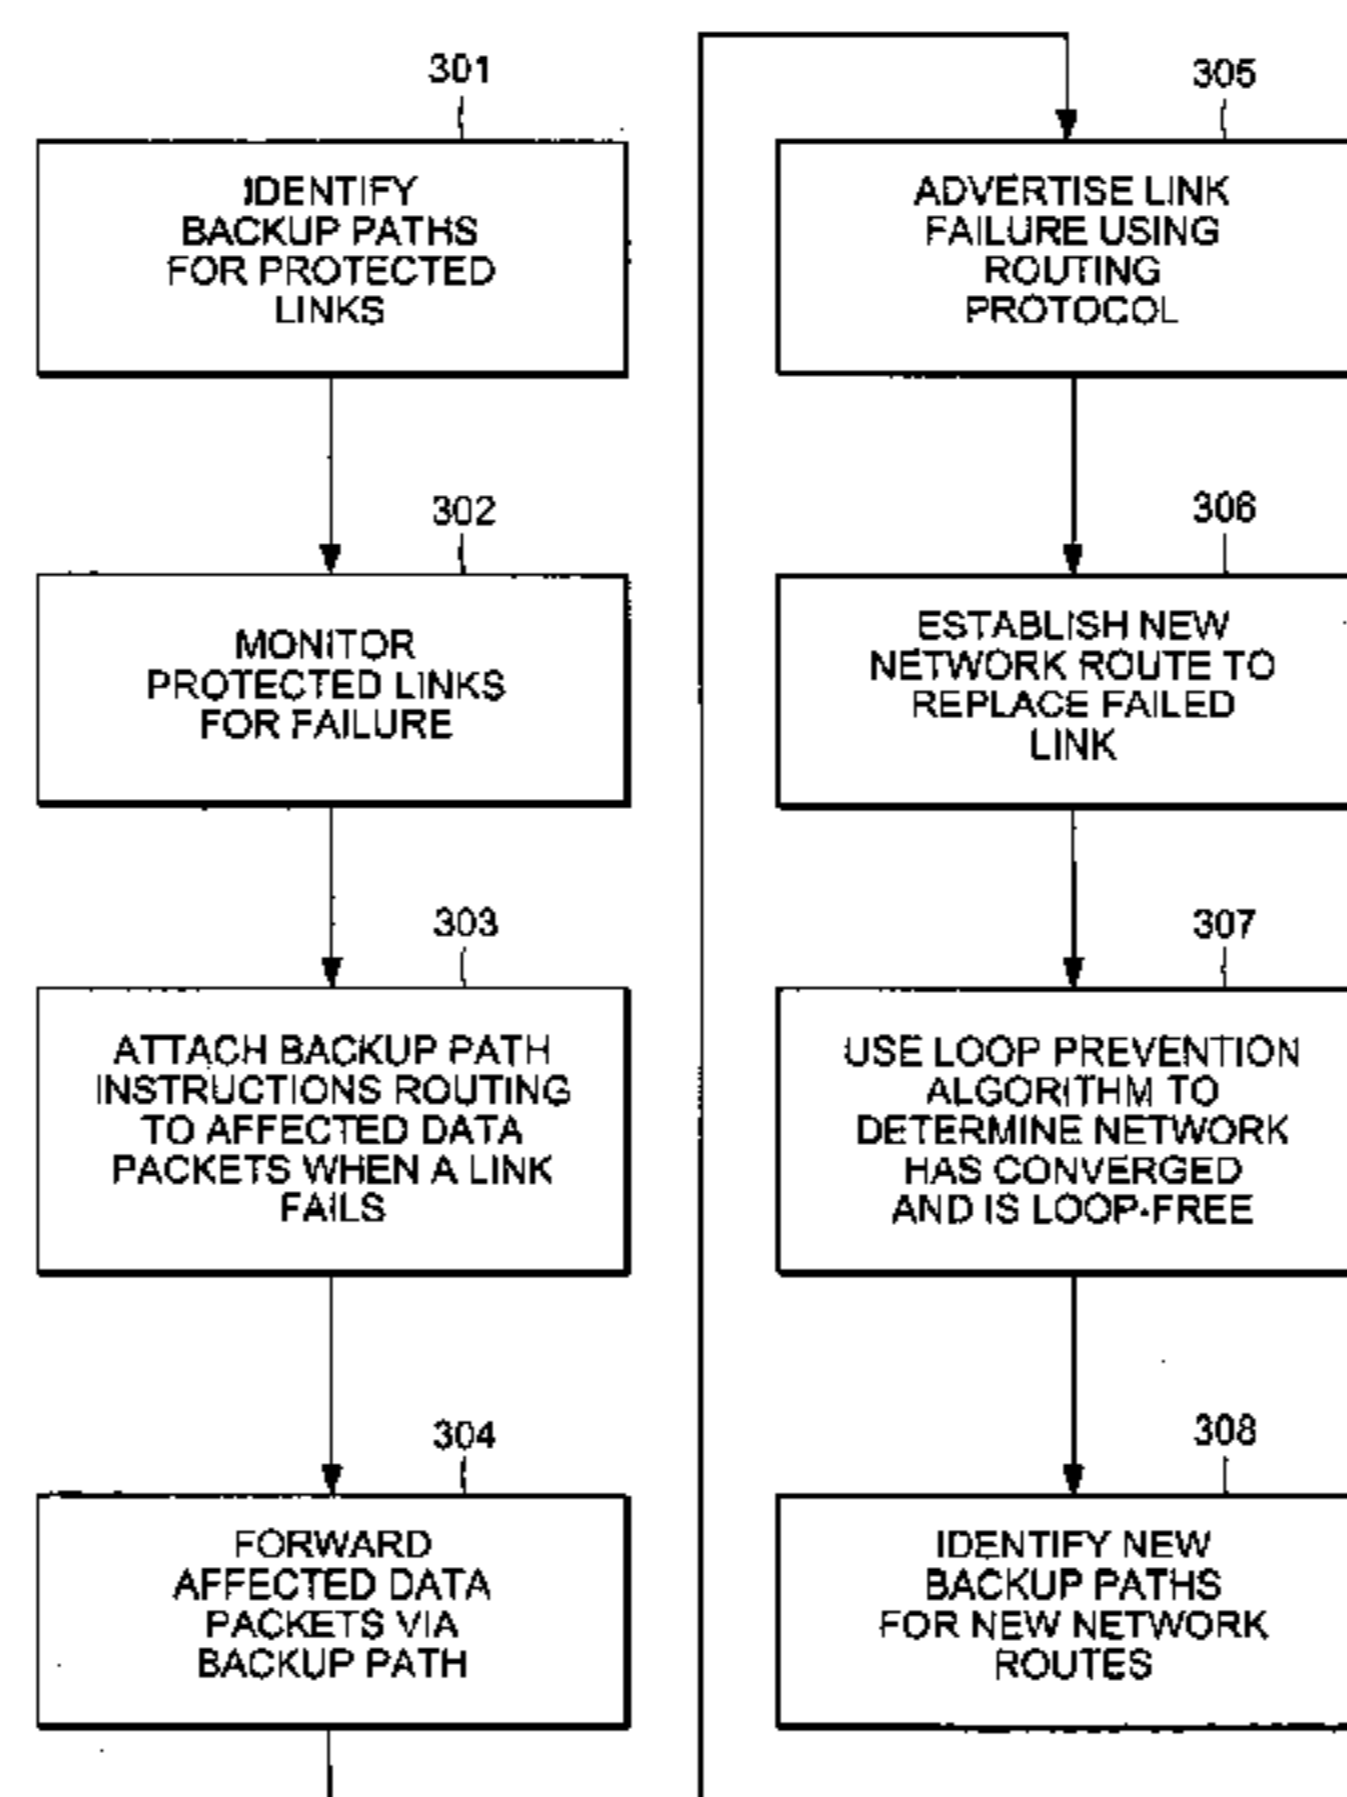 301
IDENTIFY
BACKUP PATHS
FOR PROTECTED
LINKS
302
MONITOR
PROTECTED LINKS
FOR FAILURE
303
ATTACH BACKUP PATH
INSTRUCTIONS ROUTING
TO AFFECTED DATA
PACKETS WHEN A LINK
FAILS
304
FORWARD
AFFECTED DATA
PACKETS VIA
BACKUP PATH
305
ADVERTISE LINK
FAILURE USING
ROUTING
PROTOCOL
306
ESTABLISH NEW
NETWORK ROUTE TO
REPLACE FAILED
LINK
307
USE LOOP PREVENTION
ALGORITHM TO
DETERMINE NETWORK
HAS CONVERGED
AND IS LOOP-FREE
308
IDENTIFY NEW
BACKUP PATHS
FOR NEW NETWORK
ROUTES